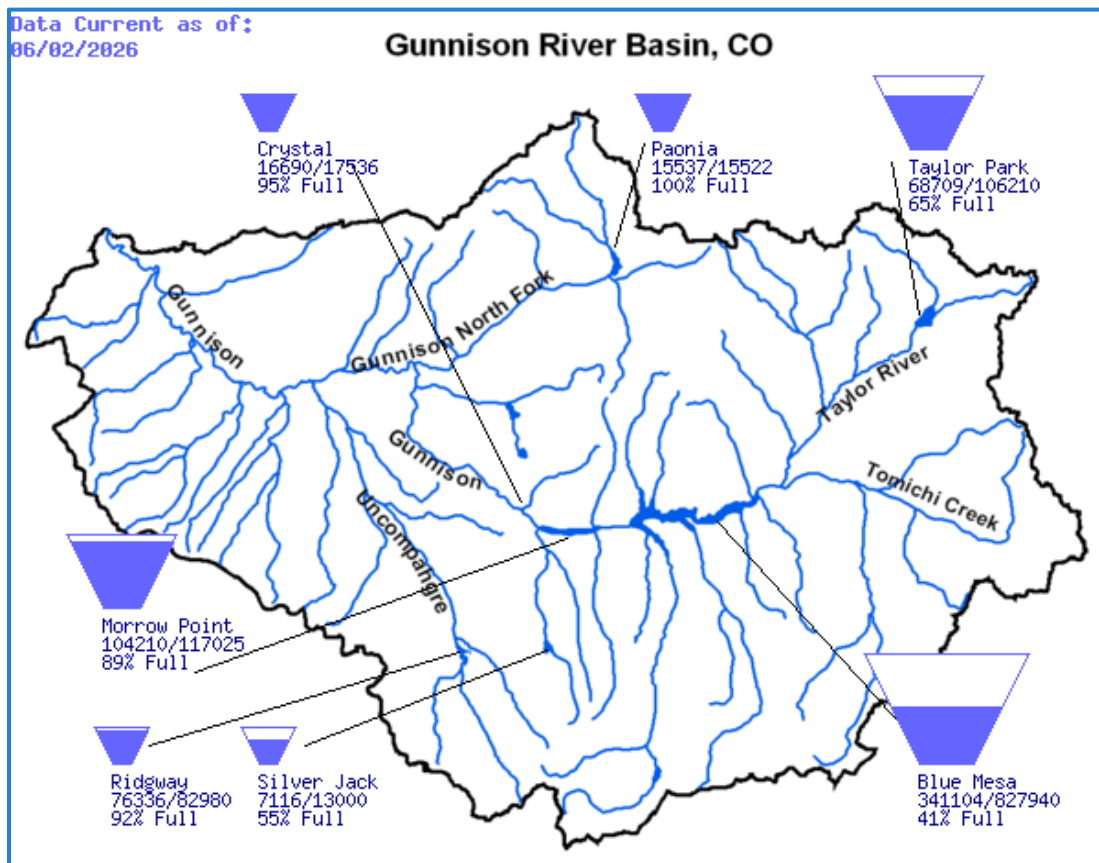 Data Current as of:
06/02/2026
Gunnison River Basin, CO
Crystal
16690/17536
95% Full
Paonia
15537/15522
100% Full
Taylor Park
68709/106210
65% Full
Gunnison
Gunnison North Fork
Taylor River
Gunnison
Tomichi Creek
Uncompahgre
Morrow Point
104210/117025
89% Full
Ridgway
76336/82980
92% Full
Silver Jack
7116/13000
55% Full
Blue Mesa
341104/827940
41% Full